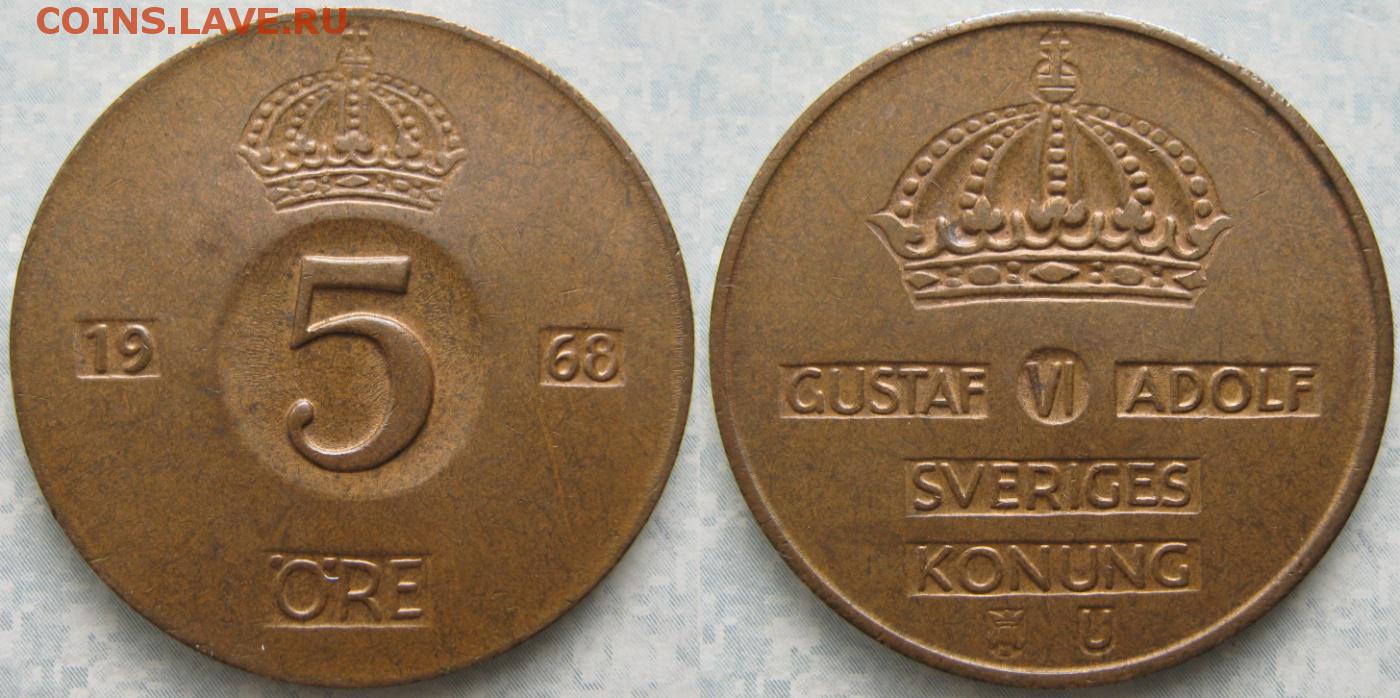 COINS.LAVE.RU
5
19 68
ÖRE
GUSTAF VI ADOLF
SVERIGES
KONUNG
U